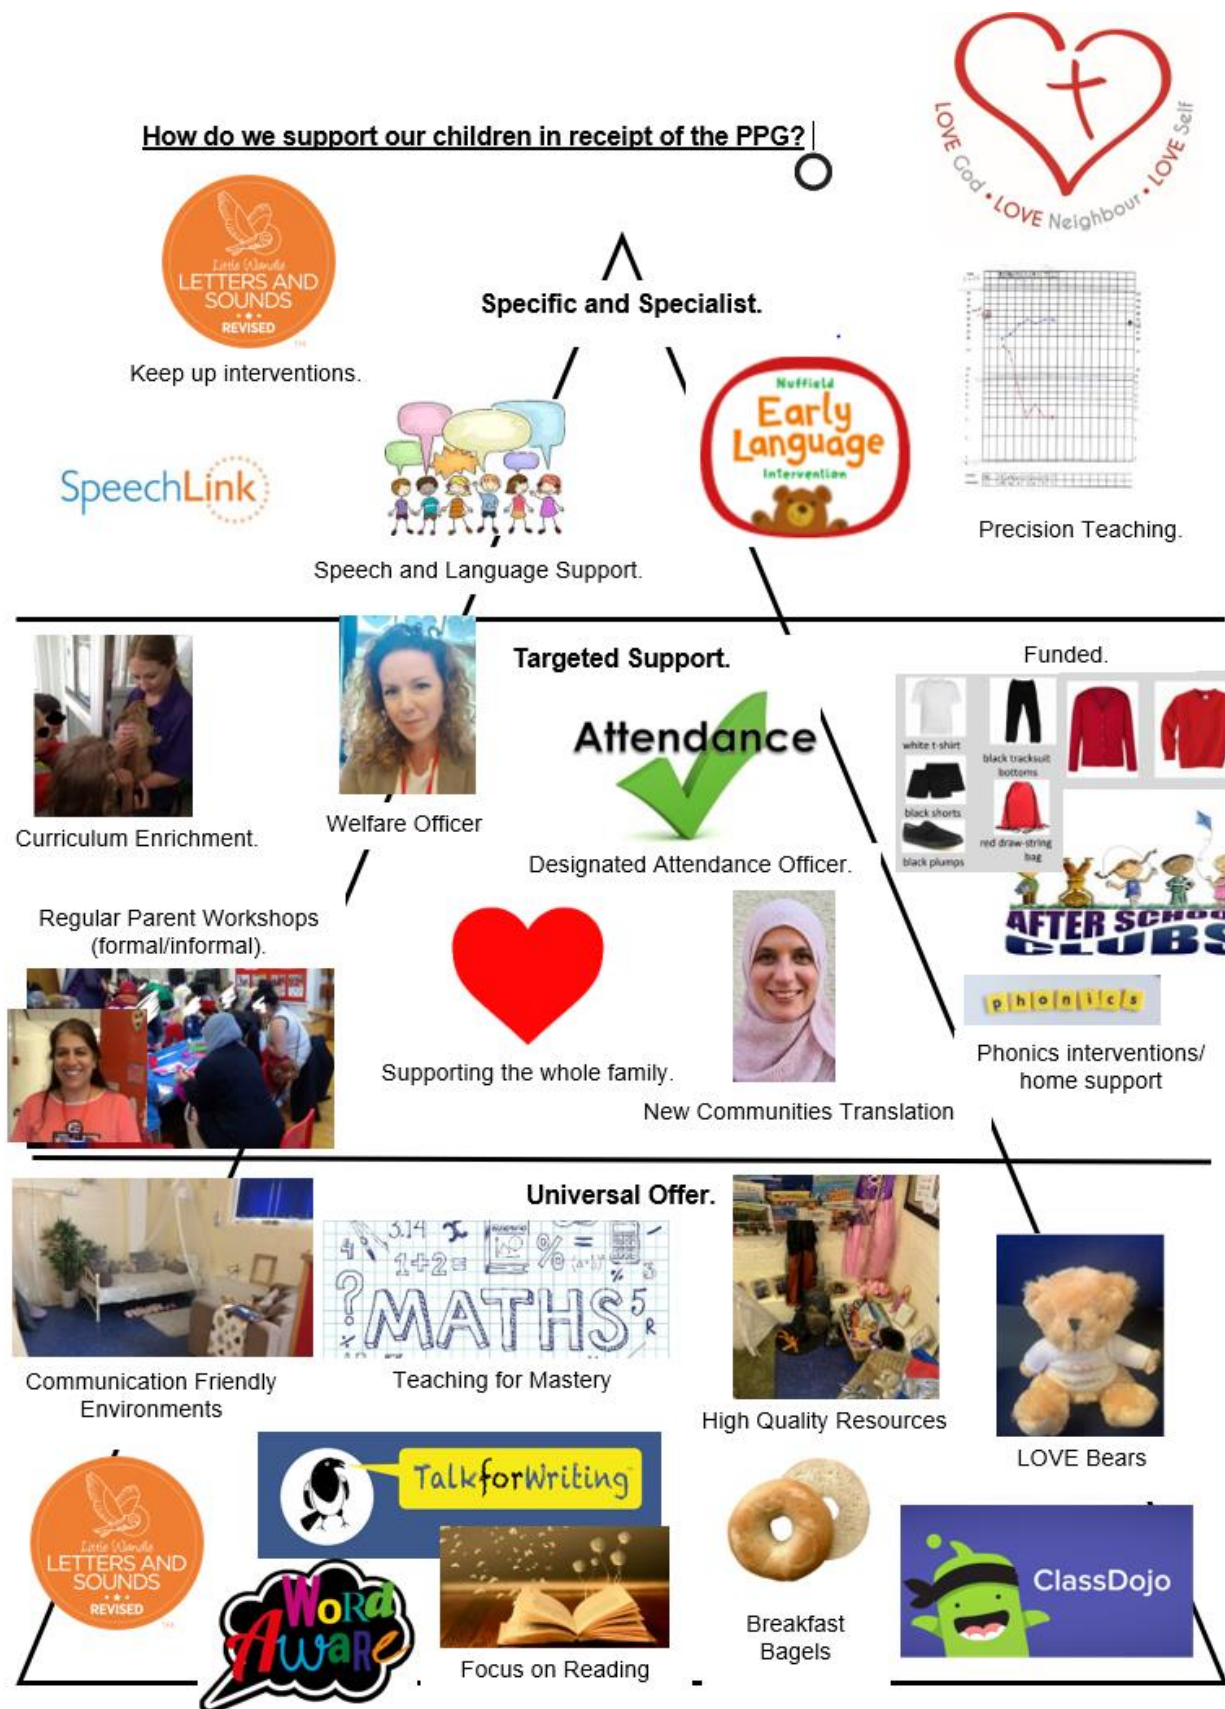 How do we support our children in receipt of the PPG?
LOVE God • LOVE Neighbour • LOVE Self
Little Wandle
LETTERS AND
SOUNDS
REVISED
Keep up interventions.
Specific and Specialist.
SpeechLink
Speech and Language Support.
Nuffield
Early
Language
Intervention
Precision Teaching.
Curriculum Enrichment.
Welfare Officer
Targeted Support.
Attendance
Designated Attendance Officer.
Funded.
white t-shirt
black tracksuit
bottoms
black shorts
red draw-string
bag
black plumps
AFTER SCHOO
CLUBS
Regular Parent Workshops
(formal/informal).
Supporting the whole family.
New Communities Translation
phonics
Phonics interventions/
home support
Universal Offer.
Communication Friendly
Environments
3.14
1+2=
MATHS
Teaching for Mastery
High Quality Resources
LOVE Bears
Little Wandle
LETTERS AND
SOUNDS
REVISED
TalkforWriting
WoRd
AwaRe
Focus on Reading
Breakfast
Bagels
ClassDojo